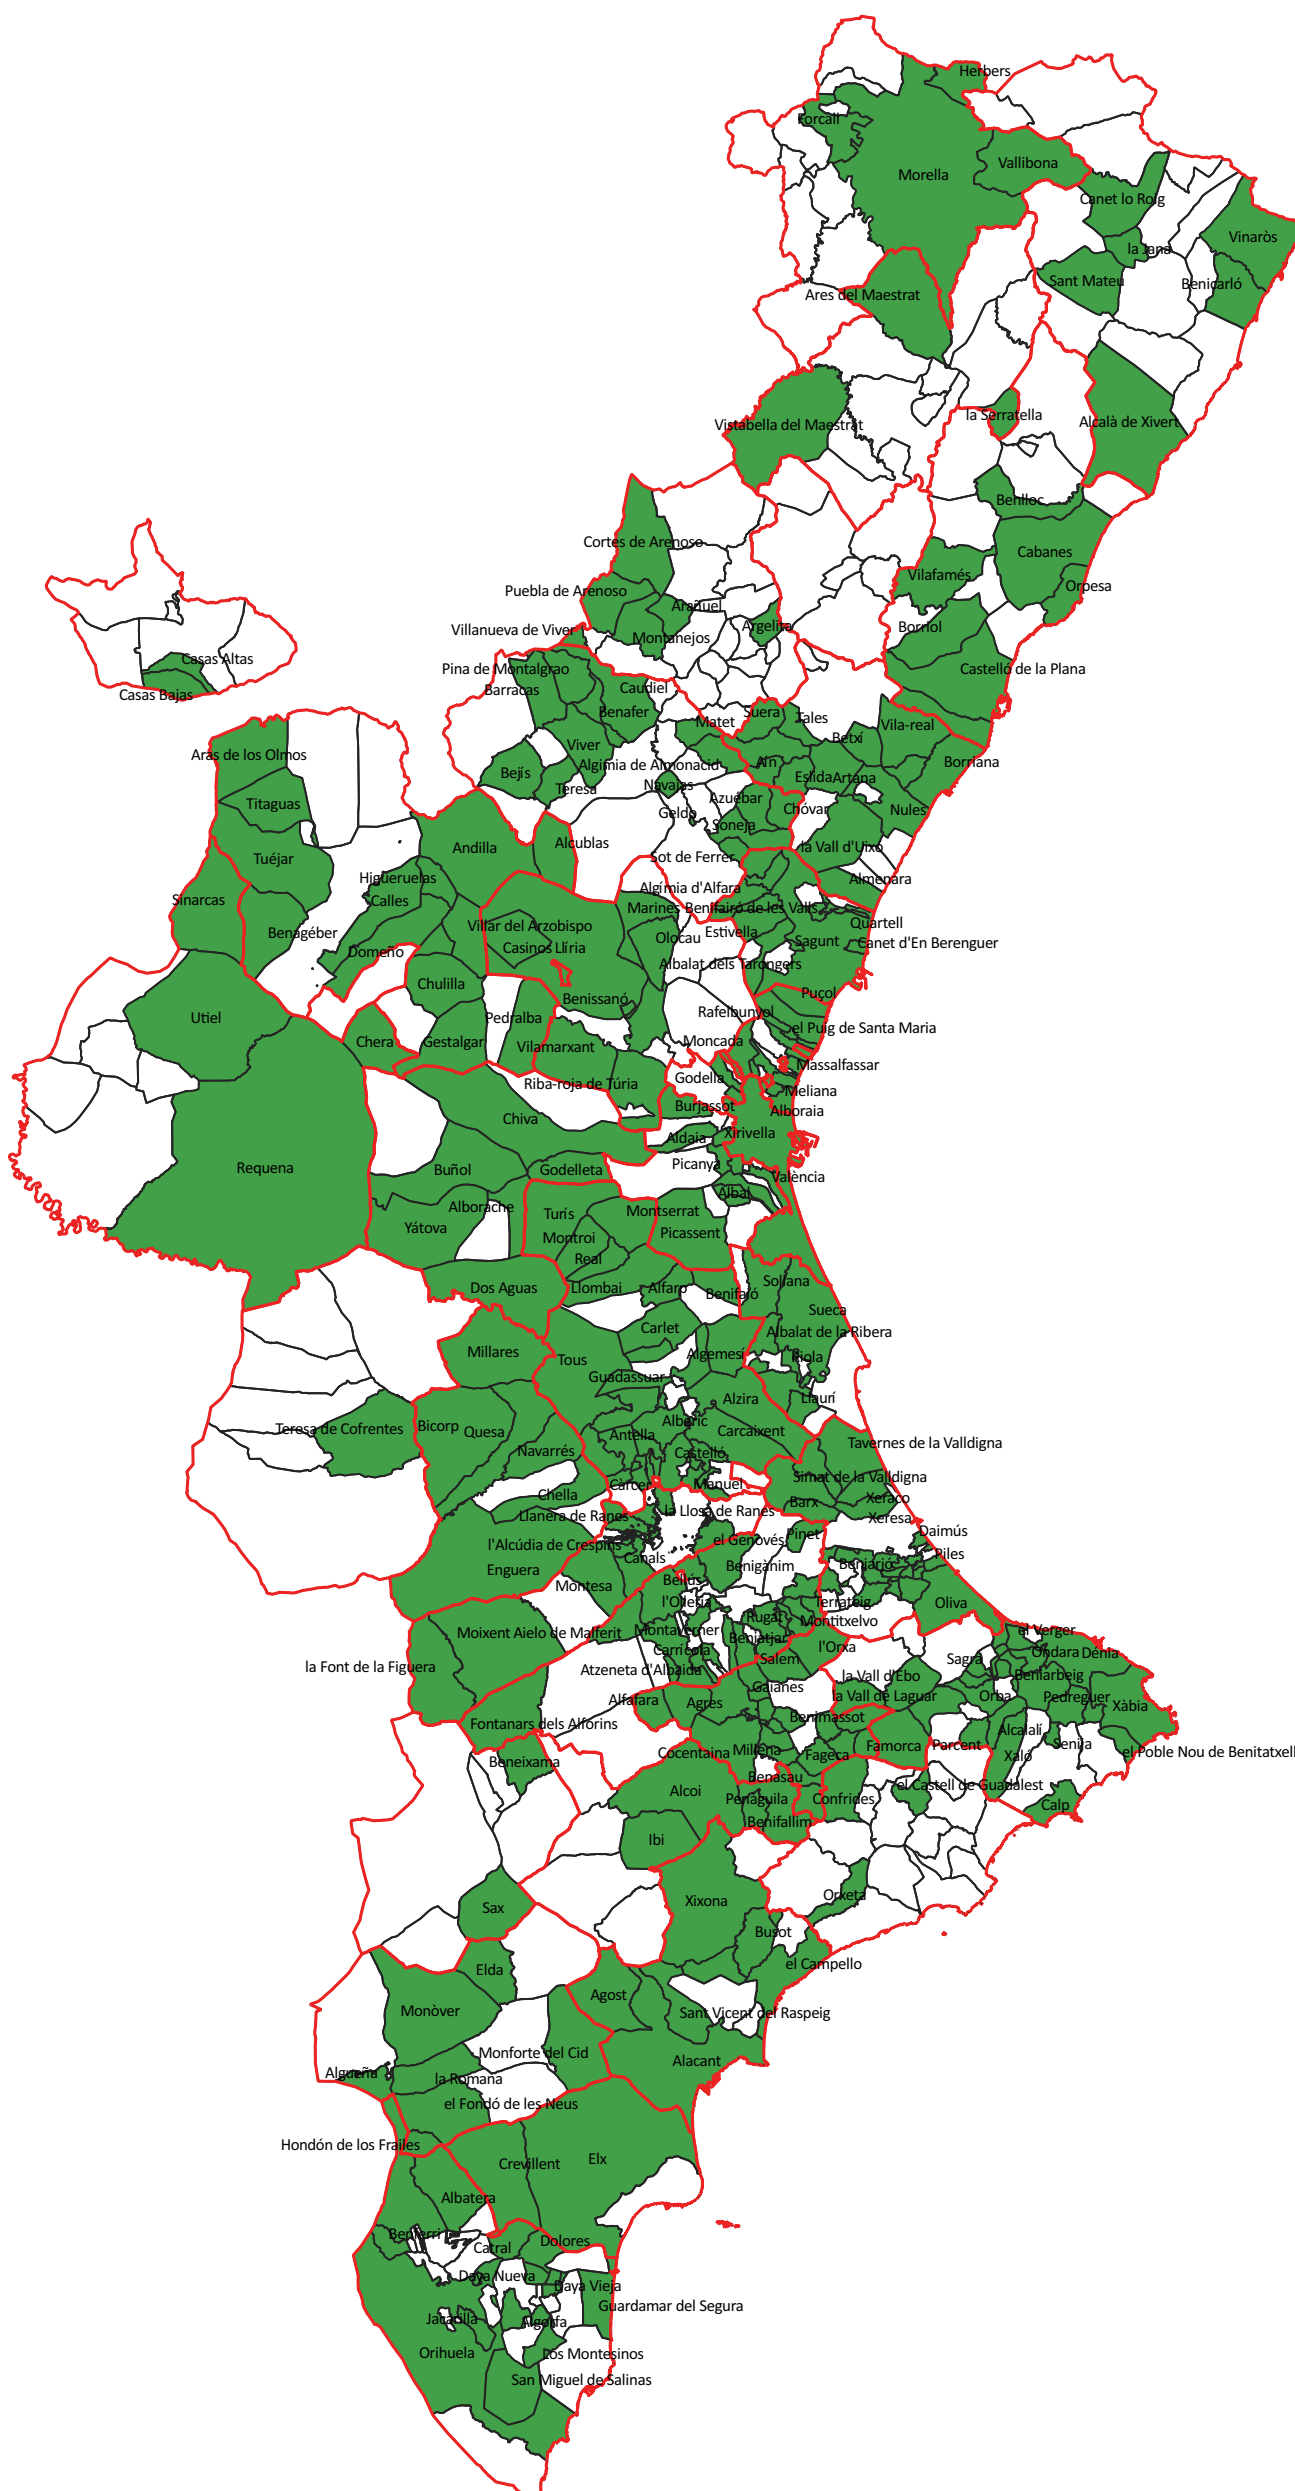 Herbers
Forcall
Vallibona
Morella
Canet lo Roig
Vinaròs
la Jana
Sant Mateu
Benicarló
Ares del Maestrat
la Serratella
Alcalà de Xivert
Vistabella del Maestrat
Benlloc
Cortes de Arenoso
Cabanes
Vilafamés
Orpesa
Puebla de Arenoso
Arañuel
Argelita
Borriol
Villanueva de Viver
Montanejos
Casas Altas
Castelló de la Plana
Pina de Montalgrao
Casas Bajas
Barracas
Caudiel
Benafer
Suera
Tales
Matet
Vila-real
Betxí
Viver
Aras de los Olmos
Algimia de Almonacid
Aín
Borriana
Bejís
Eslida
Artana
Teresa
Navajas
Azuébar
Titaguas
Geldo
Chóvar
Nules
Soneja
Andilla
Alcublas
la Vall d'Uixó
Tuéjar
Sot de Ferrer
Higueruelas
Almenara
Algímia d'Alfara
Sinarcas
Calles
Marines
Benifairó de les Valls
Quartell
Villar del Arzobispo
Benagéber
Estivella
Olocau
Sagunt
Canet d'En Berenguer
Casinos
Llíria
Domeño
Albalat dels Tarongers
Chulilla
Puçol
Benissanó
Rafelbunyol
Utiel
Pedralba
el Puig de Santa Maria
Chera
Gestalgar
Vilamarxant
Moncada
Massalfassar
Godella
Riba-roja de Túria
Meliana
Burjassot
Alboraia
Chiva
Xirivella
Aldaia
Picanya
Requena
Buñol
Godelleta
València
Albal
Alborache
Montserrat
Turís
Yátova
Picassent
Montroi
Real
Sollana
Dos Aguas
Llombai
Alfarp
Benifaió
Sueca
Carlet
Albalat de la Ribera
Millares
Algemesí
Riola
Tous
Guadassuar
Alzira
Llaurí
Alberic
Teresa de Cofrentes
Bicorp
Quesa
Carcaixent
Antella
Tavernes de la Valldigna
Navarrés
Castelló
Simat de la Valldigna
Càrcer
Manuel
Chella
Xeraco
Barx
Llanera de Ranes
la Llosa de Ranes
Xeresa
Daimús
Pinet
el Genovés
l'Alcúdia de Crespins
Piles
Canals
Beniarjó
Benigànim
Enguera
Bellús
Montesa
l'Olleria
Terrateig
Oliva
Rugat
Montitxelvo
Montaverner
Moixent
Aielo de Malferit
el Verger
Benjatjar
l'Orxa
Carrícola
Ondara
Dénia
Salem
Sagra
la Font de la Figuera
Atzeneta d'Albaida
la Vall d'Ebo
Beniarbeig
Gaianes
la Vall de Laguar
Orba
Pedreguer
Alfafara
Agres
Xàbia
Benimassot
Fontanars dels Alforins
Alcalalí
Senija
Famorca
Parcent
Cocentaina
Millena
Fageca
Xaló
el Poble Nou de Benitatxell
Beneixama
Benasau
el Castell de Guadalest
Alcoi
Penàguila
Confrides
Calp
Benifallim
Ibi
Orxeta
Xixona
Sax
Busot
el Campello
Elda
Agost
Monòver
Sant Vicent del Raspeig
Monforte del Cid
Alacant
Algueña
la Romana
el Fondó de les Neus
Hondón de los Frailes
Elx
Crevillent
Albatera
Benferri
Dolores
Catral
Daya Nueva
Daya Vieja
Guardamar del Segura
Jacarilla
Algorfa
Orihuela
Los Montesinos
San Miguel de Salinas